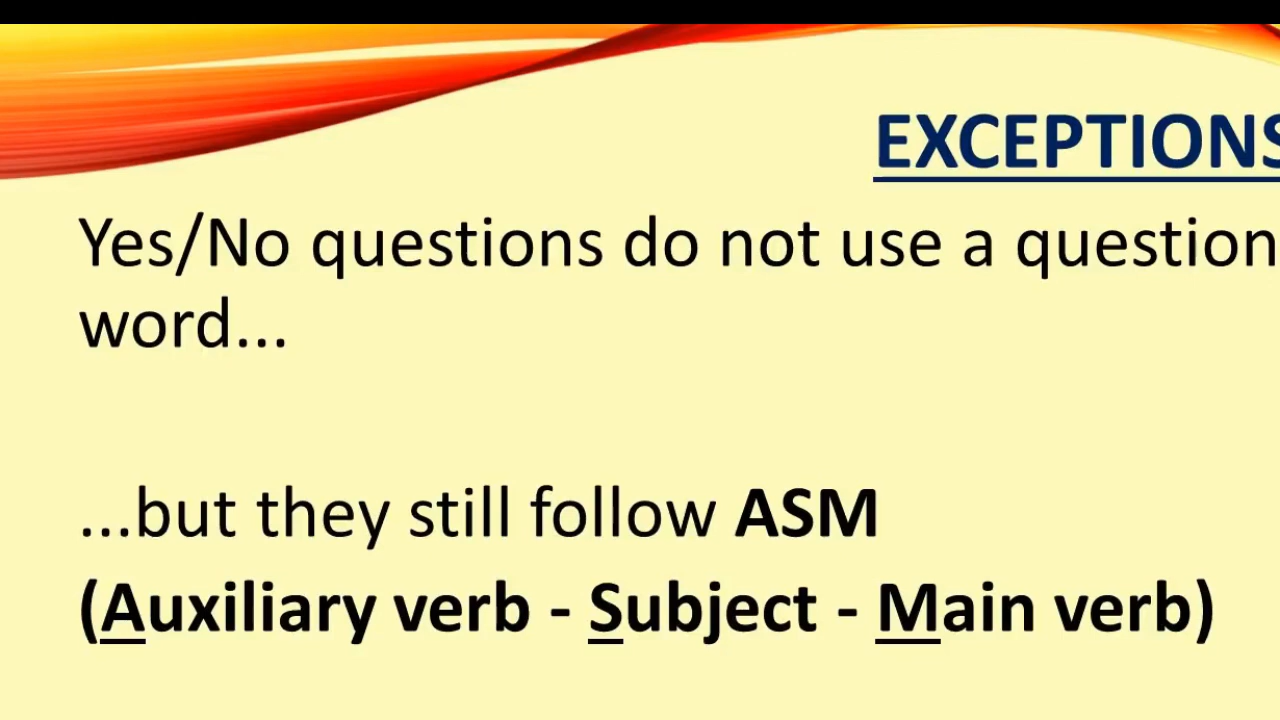 EXCEPTIONS
Yes/No questions do not use a question
word...
...but they still follow ASM
(Auxiliary verb - Subject - Main verb)